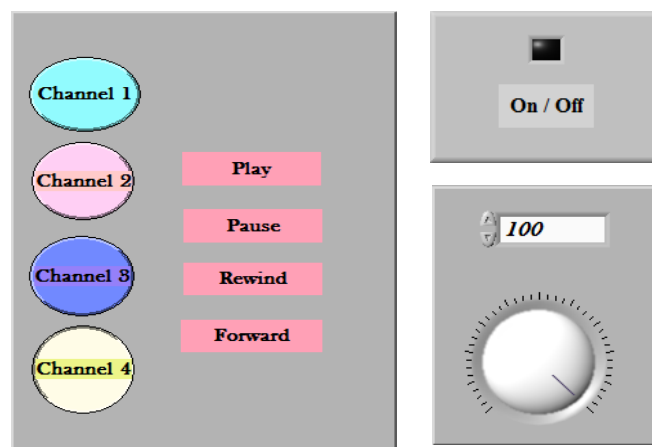 Channel 1
Channel 2
Channel 3
Channel 4
Play
Pause
Rewind
Forward
On / Off
100